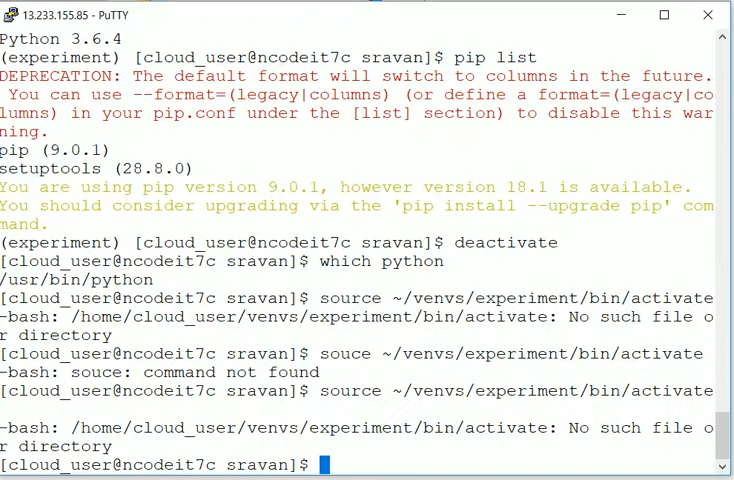 13.233.155.85 - PuTTY
Python 3.6.4
(experiment) [cloud_user@ncodeit7c sravan]$ pip list
DEPRECATION: The default format will switch to columns in the future.
You can use --format=(legacy|columns) (or define a format=(legacy|co
lumns) in your pip.conf under the [list] section) to disable this war
ning.
pip (9.0.1)
setuptools (28.8.0)
You are using pip version 9.0.1, however version 18.1 is available.
You should consider upgrading via the 'pip install --upgrade pip' com
mand.
(experiment) [cloud_user@ncodeit7c sravan]$ deactivate
[cloud_user@ncodeit7c sravan]$ which python
/usr/bin/python
[cloud_user@ncodeit7c sravan]$ source ~/venvs/experiment/bin/activate
-bash: /home/cloud_user/venvs/experiment/bin/activate: No such file o
r directory
[cloud_user@ncodeit7c sravan]$ souce ~/venvs/experiment/bin/activate
-bash: souce: command not found
[cloud_user@ncodeit7c sravan]$ source ~/venvs/experiment/bin/activate
-bash: /home/cloud_user/venvs/experiment/bin/activate: No such file o
r directory
[cloud_user@ncodeit7c sravan]$